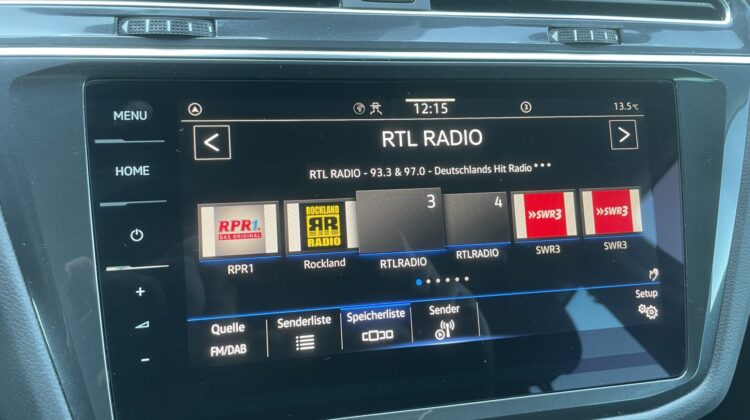 MENU
HOME
12:15
3
13.5°C
<
RTL RADIO
>
RTL RADIO - 93.3 & 97.0 - Deutschlands Hit Radio •••
RPR1.
DAS ORIGINAL
ROCKLAND
RR
RADIO
3
4
»SWR3
»SWR3
RPR1
Rockland
RTLRADIO
RTLRADIO
SWR3
SWR3
+
-
Quelle
FM/DAB
Senderliste
Speicherliste
Sender
Setup